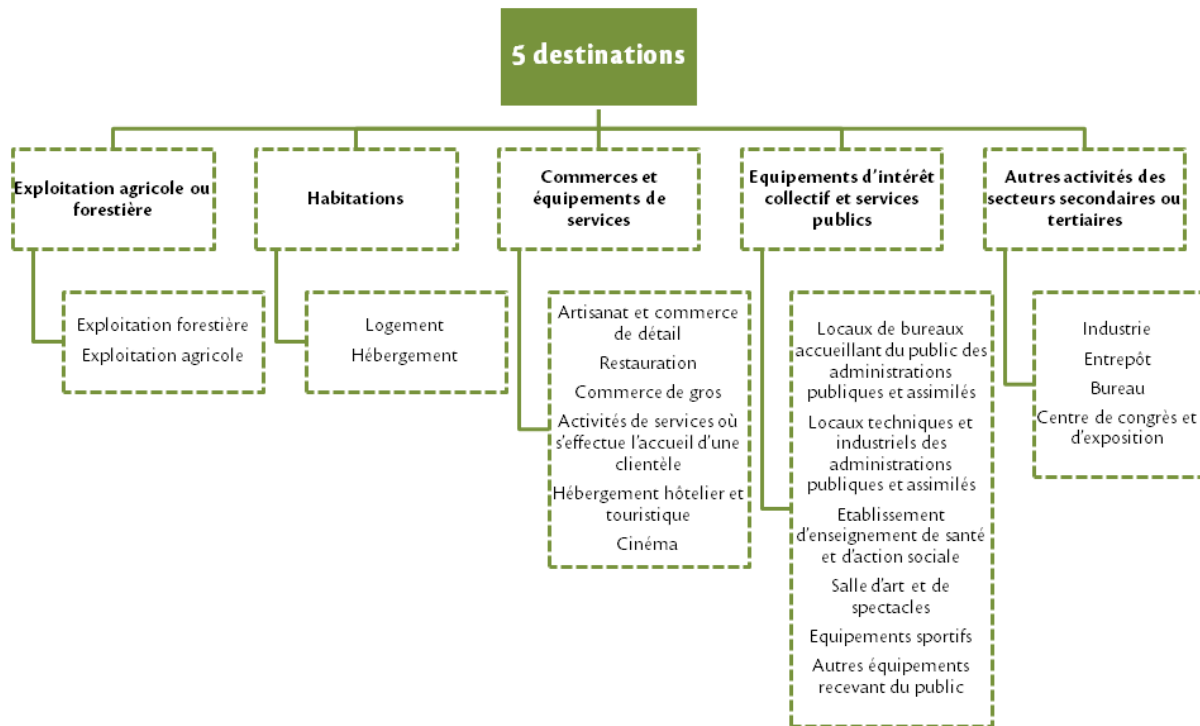 5 destinations
Exploitation agricole ou
forestière
Exploitation forestière
Exploitation agricole
Habitations
Logement
Hébergement
Commerces et
équipements de
services
Artisanat et commerce
de détail
Restauration
Commerce de gros
Activités de services où
s'effectue l'accueil d'une
clientèle
Hébergement hôtelier et
touristique
Cinéma
Equipements d'intérêt
collectif et services
publics
Locaux de bureaux
accueillant du public des
administrations
publiques et assimilés
Locaux techniques et
industriels des
administrations
publiques et assimilés
Etablissement
d'enseignement de santé
et d'action sociale
Salle d'art et de
spectacles
Equipements sportifs
Autres équipements
recevant du public
Autres activités des
secteurs secondaires ou
tertiaires
Industrie
Entrepôt
Bureau
Centre de congrès et
d'exposition